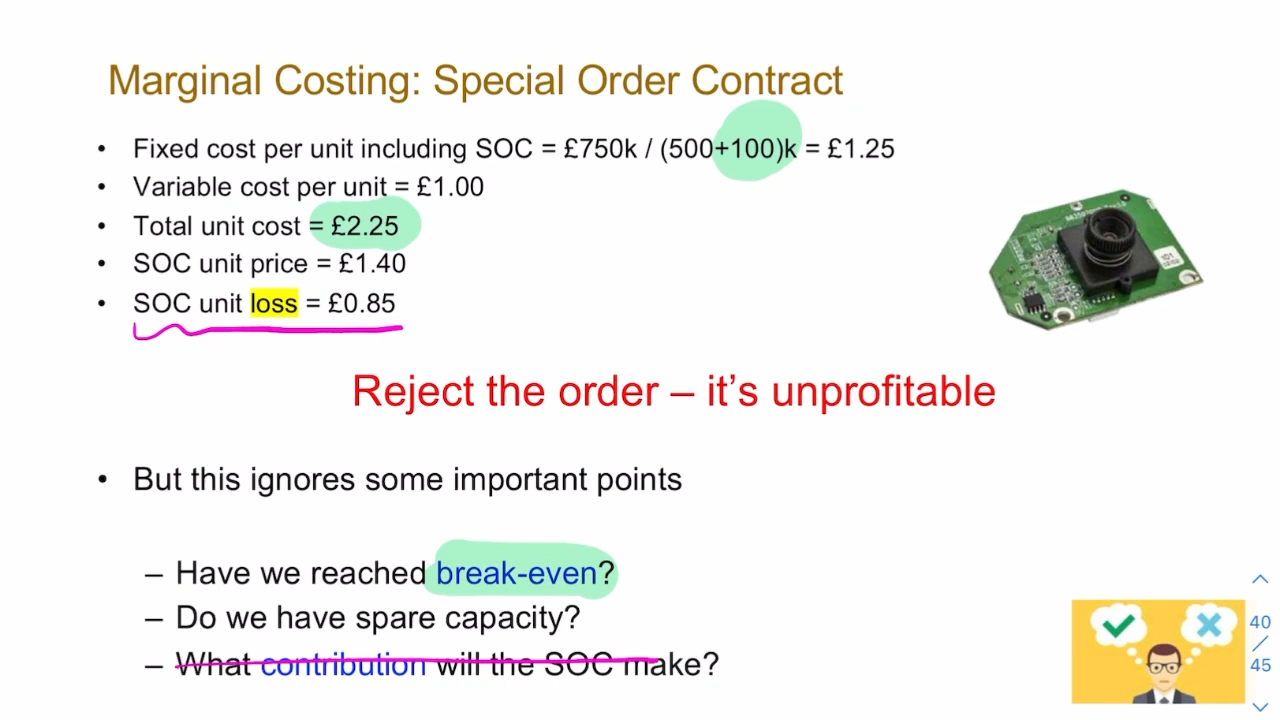 Marginal Costing: Special Order Contract
• Fixed cost per unit including SOC = £750k / (500+100)k = £1.25
• Variable cost per unit = £1.00
• Total unit cost = £2.25
• SOC unit price = £1.40
• SOC unit loss = £0.85
Reject the order – it's unprofitable
• But this ignores some important points
– Have we reached break-even?
– Do we have spare capacity?
– What contribution will the SOC make?
40
/
45